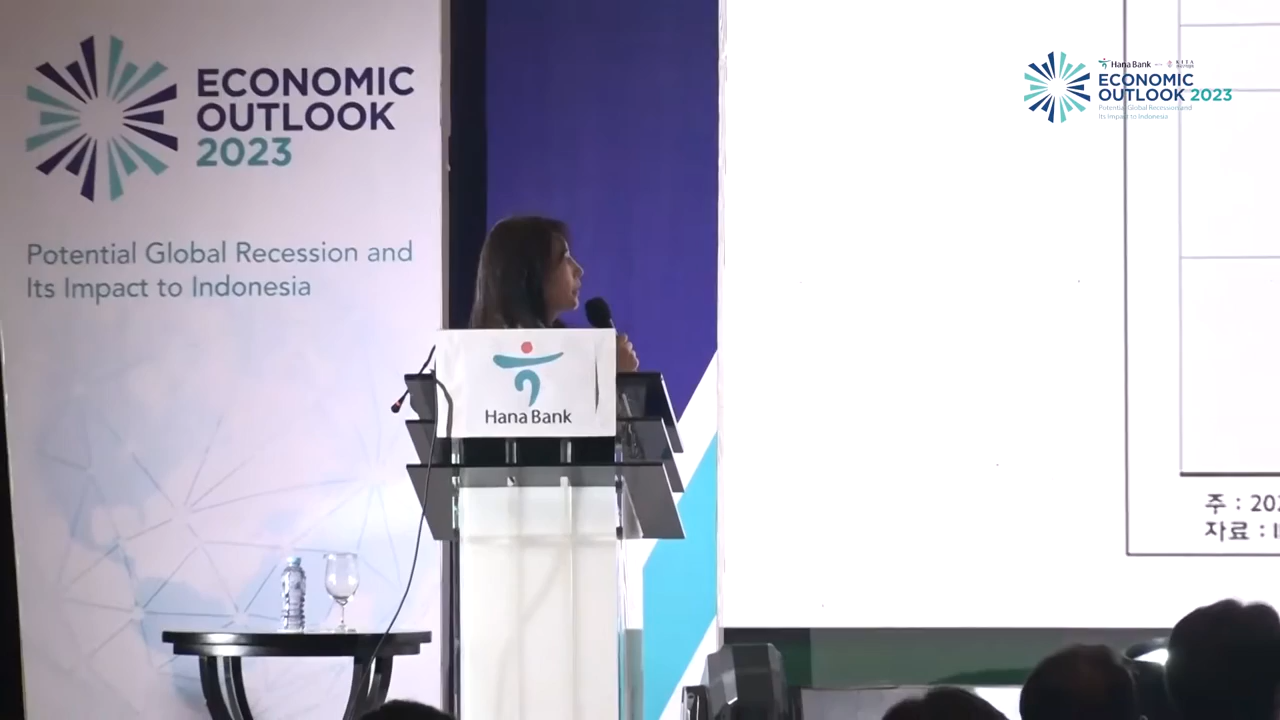 ECONOMIC
OUTLOOK
2023
Potential Global Recession and
Its Impact to Indonesia
Hana Bank
Hana Bank
ECONOMIC
OUTLOOK 2023
Potential Global Recession and
Its Impact to Indonesia
주 : 202
자료 : I